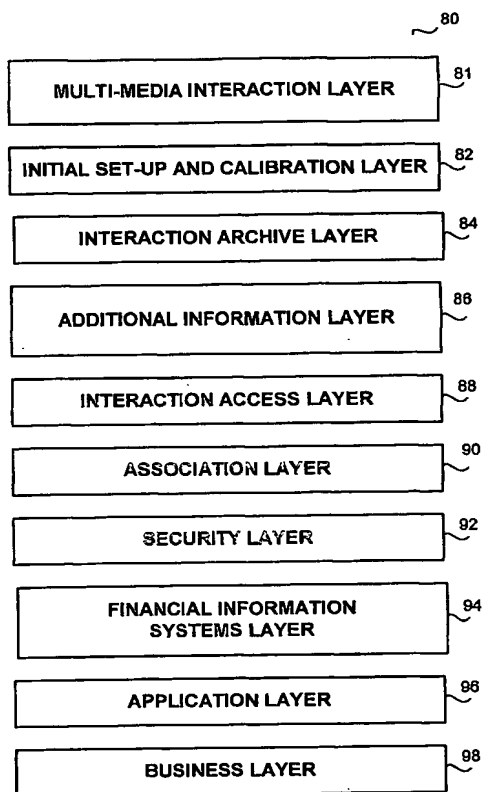 80
MULTI-MEDIA INTERACTION LAYER 81
INITIAL SET-UP AND CALIBRATION LAYER 82
INTERACTION ARCHIVE LAYER 84
ADDITIONAL INFORMATION LAYER 86
INTERACTION ACCESS LAYER 88
ASSOCIATION LAYER 90
SECURITY LAYER 92
FINANCIAL INFORMATION
SYSTEMS LAYER 94
APPLICATION LAYER 96
BUSINESS LAYER 98